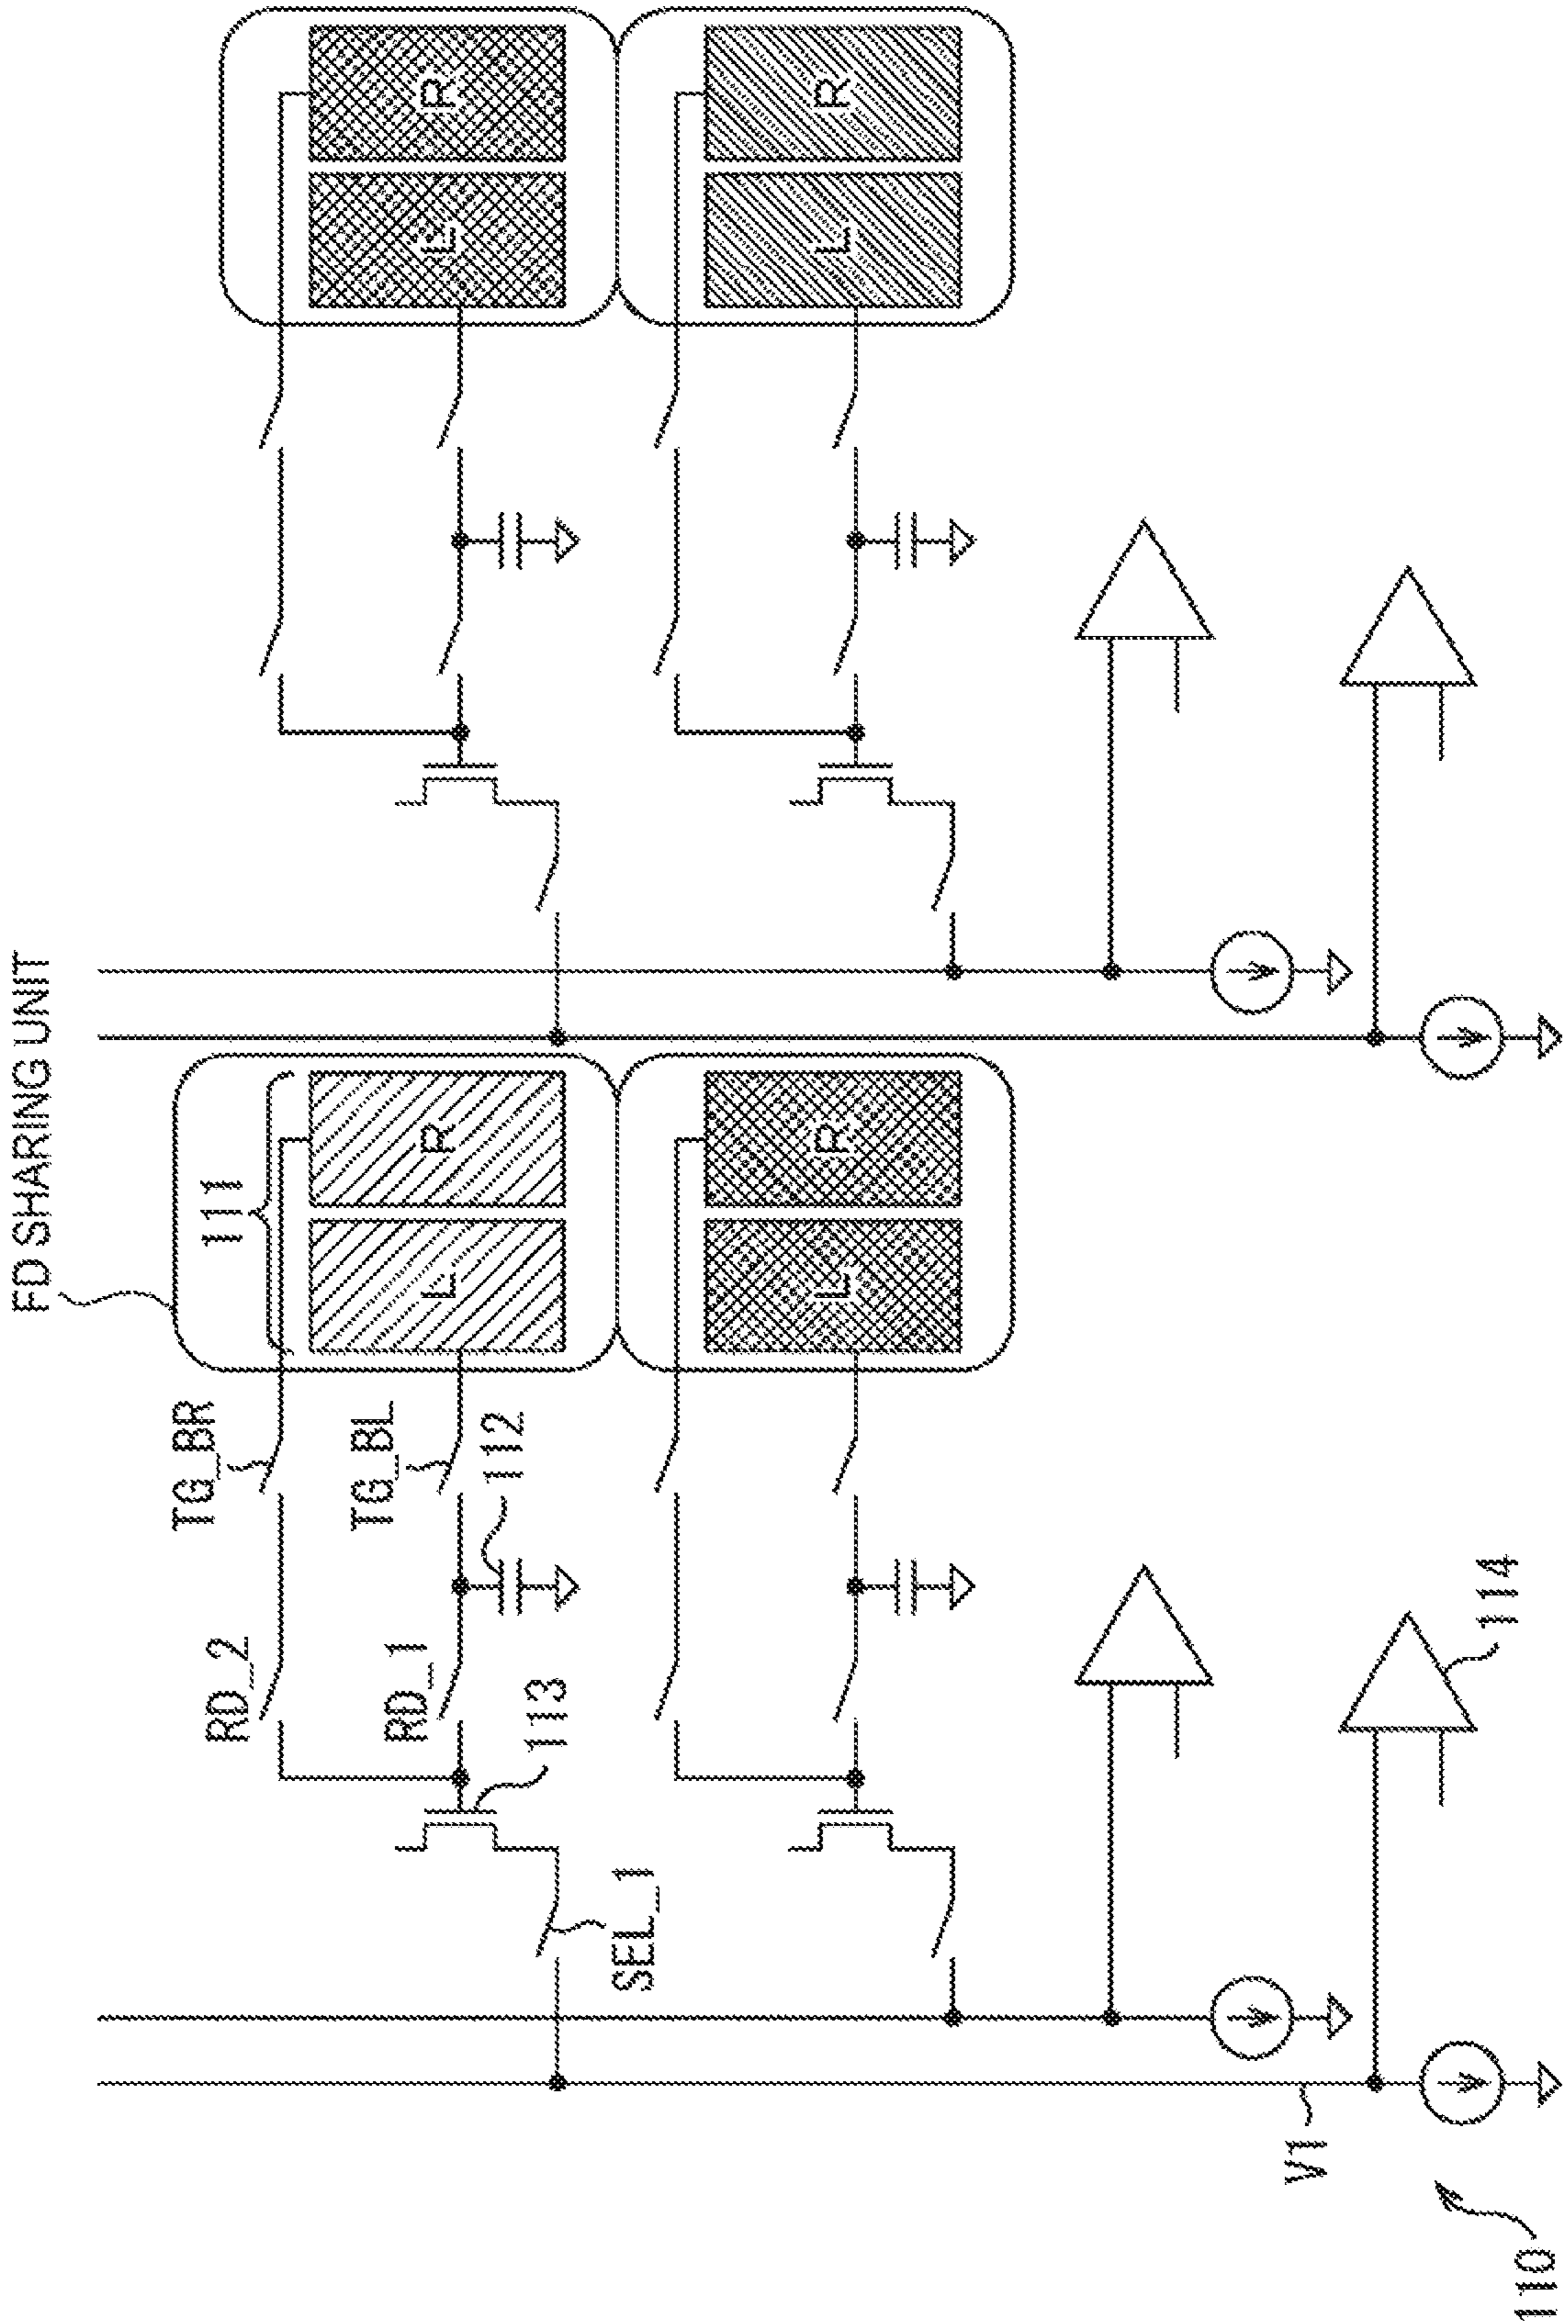 FD SHARING UNIT
111
L R
L R
TG_BR
TG_BL
112
RD_2
RD_1
113
SEL_1
L R
L R
V1
114
110